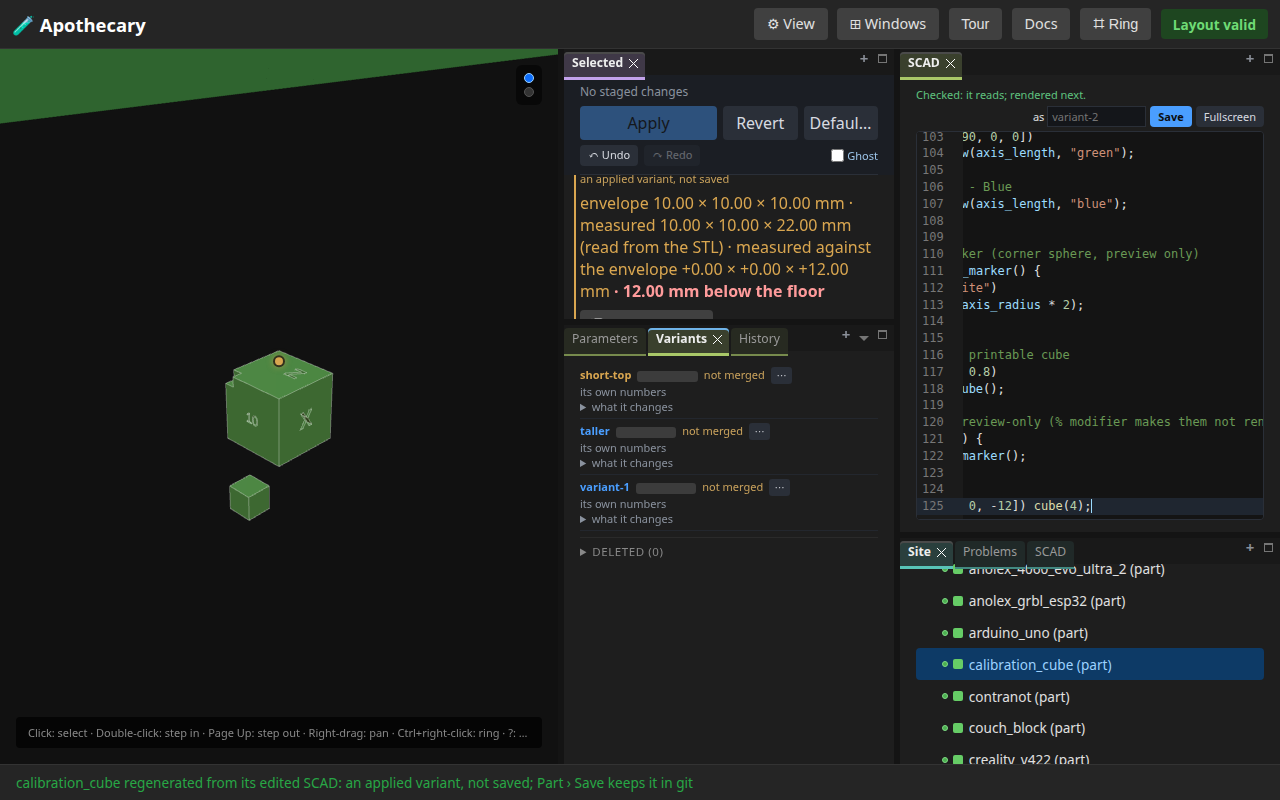 🧪 Apothecary
⚙ View
⊞ Windows
Tour
Docs
⌗ Ring
Layout valid
Selected
No staged changes
Apply
Revert
Defaul...
↶ Undo
↷ Redo
Ghost
an applied variant, not saved
envelope 10.00 × 10.00 × 10.00 mm ·
measured 10.00 × 10.00 × 22.00 mm
(read from the STL) · measured against
the envelope +0.00 × +0.00 × +12.00
mm · 12.00 mm below the floor
Parameters
Variants
History
short-top not merged ...
its own numbers
▶ what it changes
taller not merged ...
its own numbers
▶ what it changes
variant-1 not merged ...
its own numbers
▶ what it changes
▶ DELETED (0)
SCAD
Checked: it reads; rendered next.
as variant-2
Save
Fullscreen
103 90, 0, 0])
104 w(axis_length, "green");
105
106 - Blue
107 w(axis_length, "blue");
108
109
110 ker (corner sphere, preview only)
111 _marker() {
112 ite")
113 axis_radius * 2);
114
115
116 printable cube
117 0.8)
118 ube();
119
120 review-only (% modifier makes them not ren
121 ) {
122 marker();
123
124
125 0, -12]) cube(4);
Site
Problems
SCAD
anolex_4060_evo_ultra_2 (part)
anolex_grbl_esp32 (part)
arduino_uno (part)
calibration_cube (part)
contranot (part)
couch_block (part)
creality_v422 (part)
10
X
Click: select · Double-click: step in · Page Up: step out · Right-drag: pan · Ctrl+right-click: ring · ?: ...
calibration_cube regenerated from its edited SCAD: an applied variant, not saved; Part › Save keeps it in git